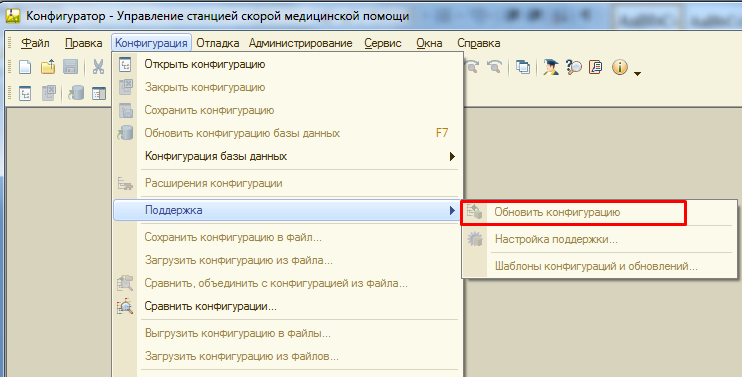 Конфигуратор - Управление станцией скорой медицинской помощи
Файл Правка Конфигурация Отладка Администрирование Сервис Окна Справка
Открыть конфигурацию
Закрыть конфигурацию
Сохранить конфигурацию
Обновить конфигурацию базы данных F7
Конфигурация базы данных
Расширения конфигурации
Поддержка
Обновить конфигурацию
Настройка поддержки...
Шаблоны конфигураций и обновлений...
Сохранить конфигурацию в файл...
Загрузить конфигурацию из файла...
Сравнить, объединить с конфигурацией из файла...
Сравнить конфигурации...
Выгрузить конфигурацию в файлы...
Загрузить конфигурацию из файлов...